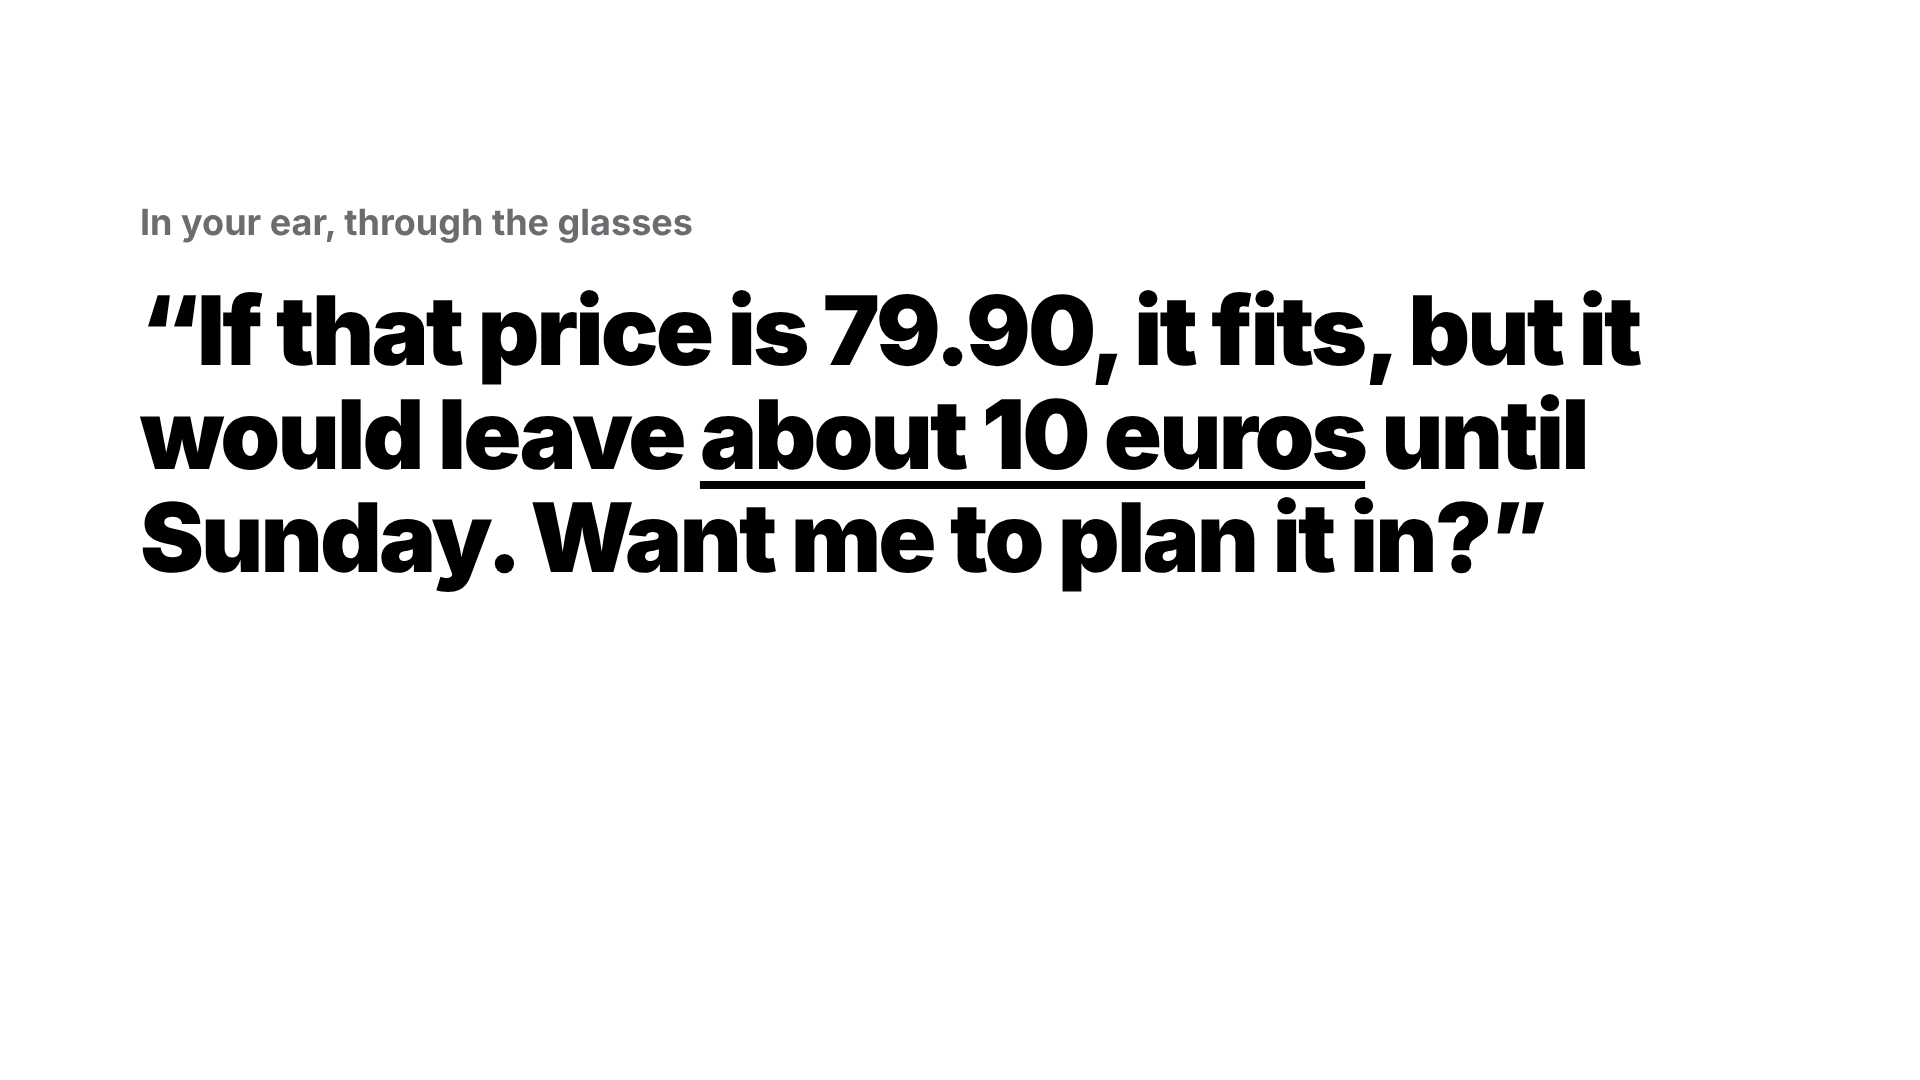 In your ear, through the glasses
“If that price is 79.90, it fits, but it
would leave about 10 euros until
Sunday. Want me to plan it in?”